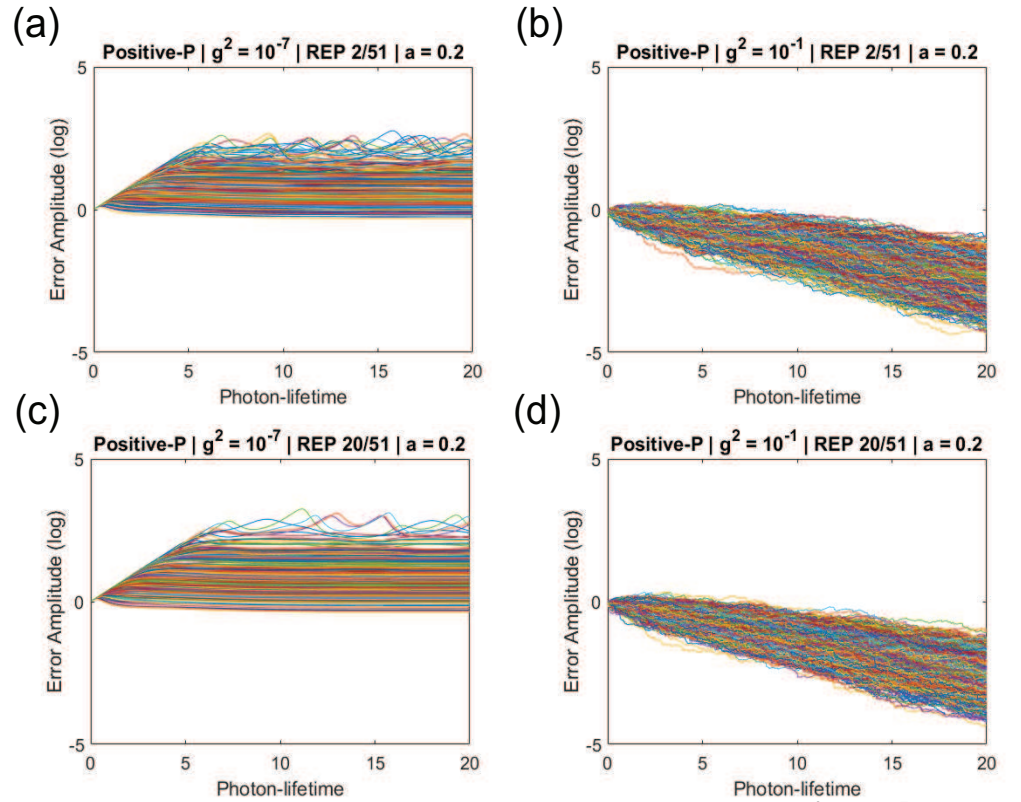 (a)
Positive-P | g² = 10⁻⁷ | REP 2/51 | a = 0.2
5
0
-5
Error Amplitude (log)
0 5 10 15 20
Photon-lifetime
(b)
Positive-P | g² = 10⁻¹ | REP 2/51 | a = 0.2
5
0
-5
Error Amplitude (log)
0 5 10 15 20
Photon-lifetime
(c)
Positive-P | g² = 10⁻⁷ | REP 20/51 | a = 0.2
5
0
-5
Error Amplitude (log)
0 5 10 15 20
Photon-lifetime
(d)
Positive-P | g² = 10⁻¹ | REP 20/51 | a = 0.2
5
0
-5
Error Amplitude (log)
0 5 10 15 20
Photon-lifetime